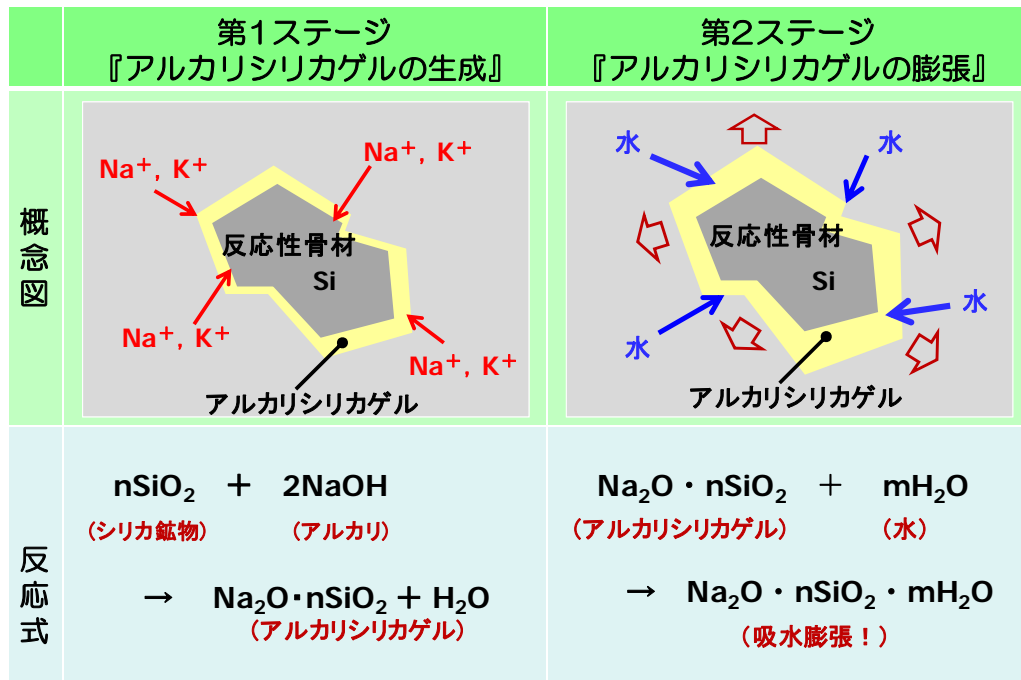 第1ステージ
『アルカリシリカゲルの生成』
第2ステージ
『アルカリシリカゲルの膨張』
概念図
Na⁺, K⁺
Na⁺, K⁺
反応性骨材
Si
Na⁺, K⁺
Na⁺, K⁺
アルカリシリカゲル
水
水
反応性骨材
Si
水
水
アルカリシリカゲル
反応式
nSiO₂ + 2NaOH
(シリカ鉱物) (アルカリ)
→ Na₂O・nSiO₂ + H₂O
(アルカリシリカゲル)
Na₂O・nSiO₂ + mH₂O
(アルカリシリカゲル) (水)
→ Na₂O・nSiO₂・mH₂O
(吸水膨張!)